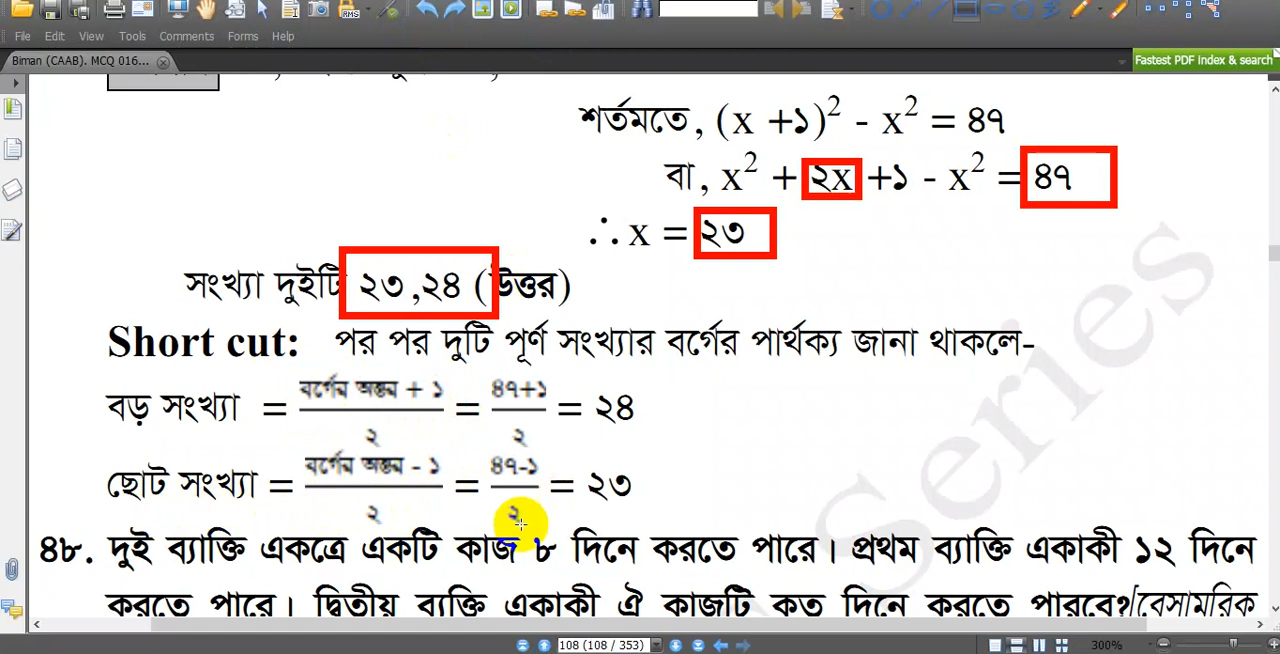 RMS
File Edit View Tools Comments Forms Help
Biman (CAAB). MCQ 016...
Fastest PDF Index & search
শর্তমতে, (x +১)² - x² = ৪৭
বা, x² + ২x +১ - x² = ৪৭
∴ x = ২৩
সংখ্যা দুইটি ২৩,২৪ (উত্তর)
Short cut: পর পর দুটি পূর্ণ সংখ্যার বর্গের পার্থক্য জানা থাকলে-
বড় সংখ্যা = বর্গের অন্তর + ১ / ২ = ৪৭+১ / ২ = ২৪
ছোট সংখ্যা = বর্গের অন্তর - ১ / ২ = ৪৭-১ / ২ = ২৩
৪৮. দুই ব্যাক্তি একত্রে একটি কাজ ৮ দিনে করতে পারে। প্রথম ব্যাক্তি একাকী ১২ দিনে
করতে পারে। দ্বিতীয় ব্যক্তি একাকী ঐ কাজটি কত দিনে করতে পারবে?[বেসামরিক
Series
108 (108 / 353)
300%